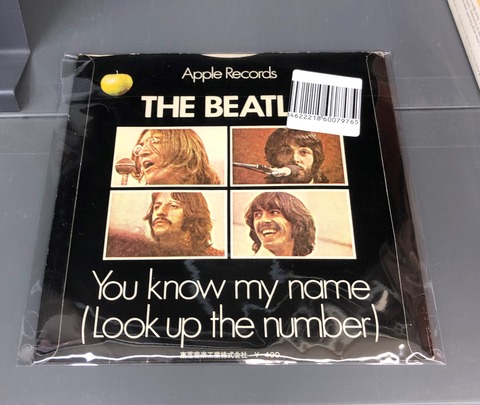 Apple Records
THE BEATL
462221860079765
You know my name
(Look up the number)
東芝音楽工業株式会社 ¥ 400